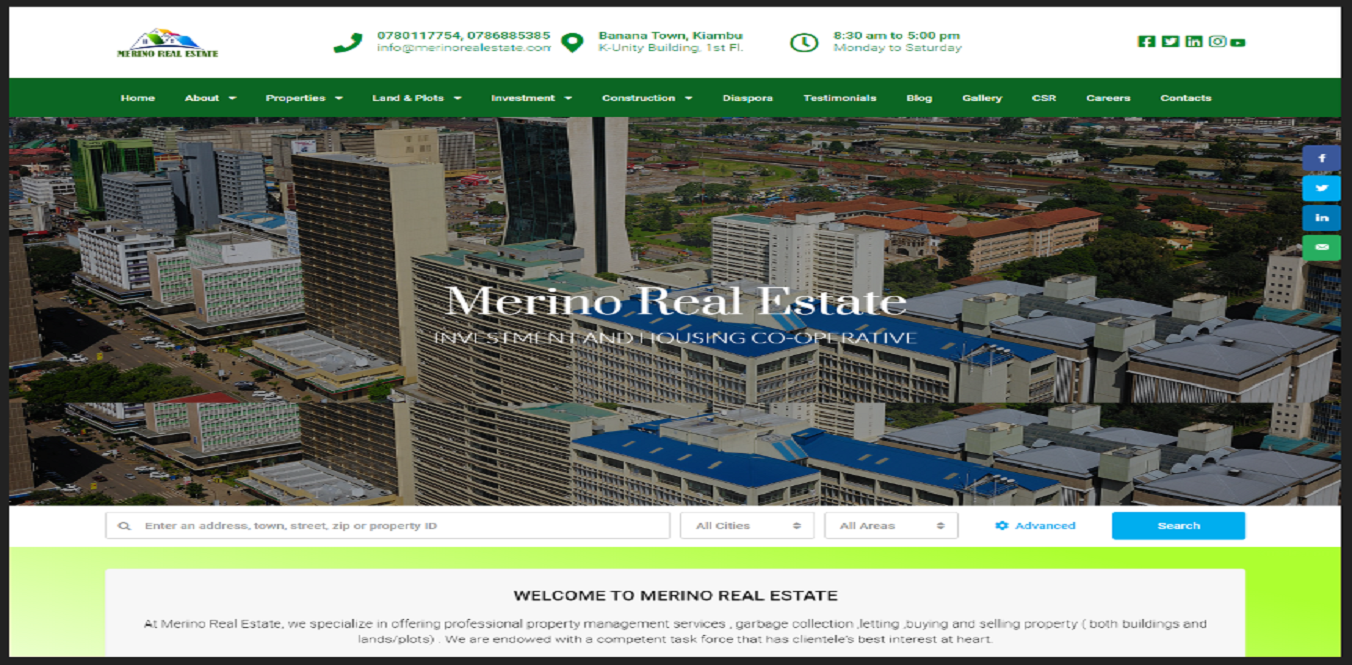 MERINO REAL ESTATE
0780117754, 0786885385
info@merinorealestate.com
Banana Town, Kiambu
K-Unity Building, 1st Fl.
8:30 am to 5:00 pm
Monday to Saturday
Home About Properties Land & Plots Investment Construction Diaspora Testimonials Blog Gallery CSR Careers Contacts
Merino Real Estate
INVESTMENT AND HOUSING CO-OPERATIVE
Enter an address, town, street, zip or property ID All Cities All Areas Advanced Search
WELCOME TO MERINO REAL ESTATE
At Merino Real Estate, we specialize in offering professional property management services , garbage collection ,letting ,buying and selling property ( both buildings and
lands/plots) . We are endowed with a competent task force that has clientele's best interest at heart.